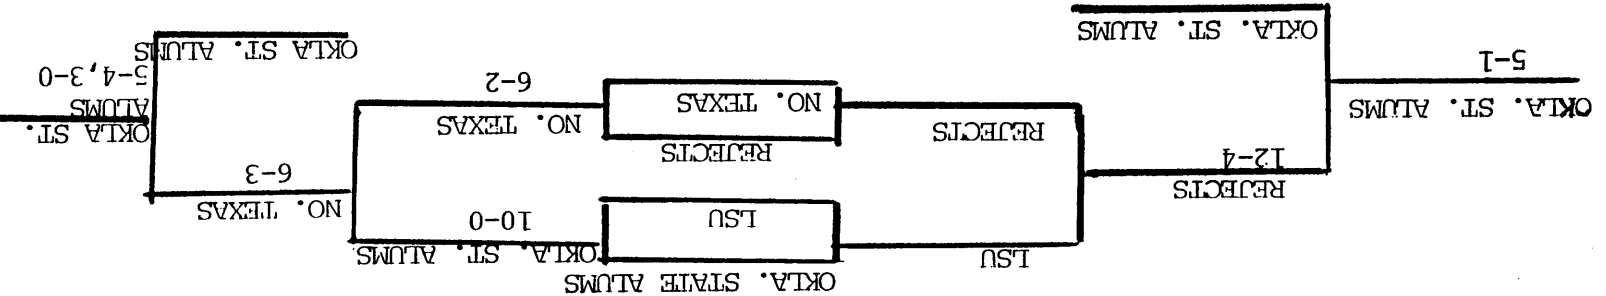 OKLA. STATE ALUMS
LSU
OKLA. ST. ALUMS.
LSU
10-0
NO. TEXAS
REJECTS
6-3
12-4
REJECTS
REJECTS
NO. TEXAS
OKLA ST.
ALUMS
5-4,3-0
OKLA. ST. ALUMS
5-1
NO. TEXAS
6-2
OKLA ST. ALUMS
OKLA. ST. ALUMS